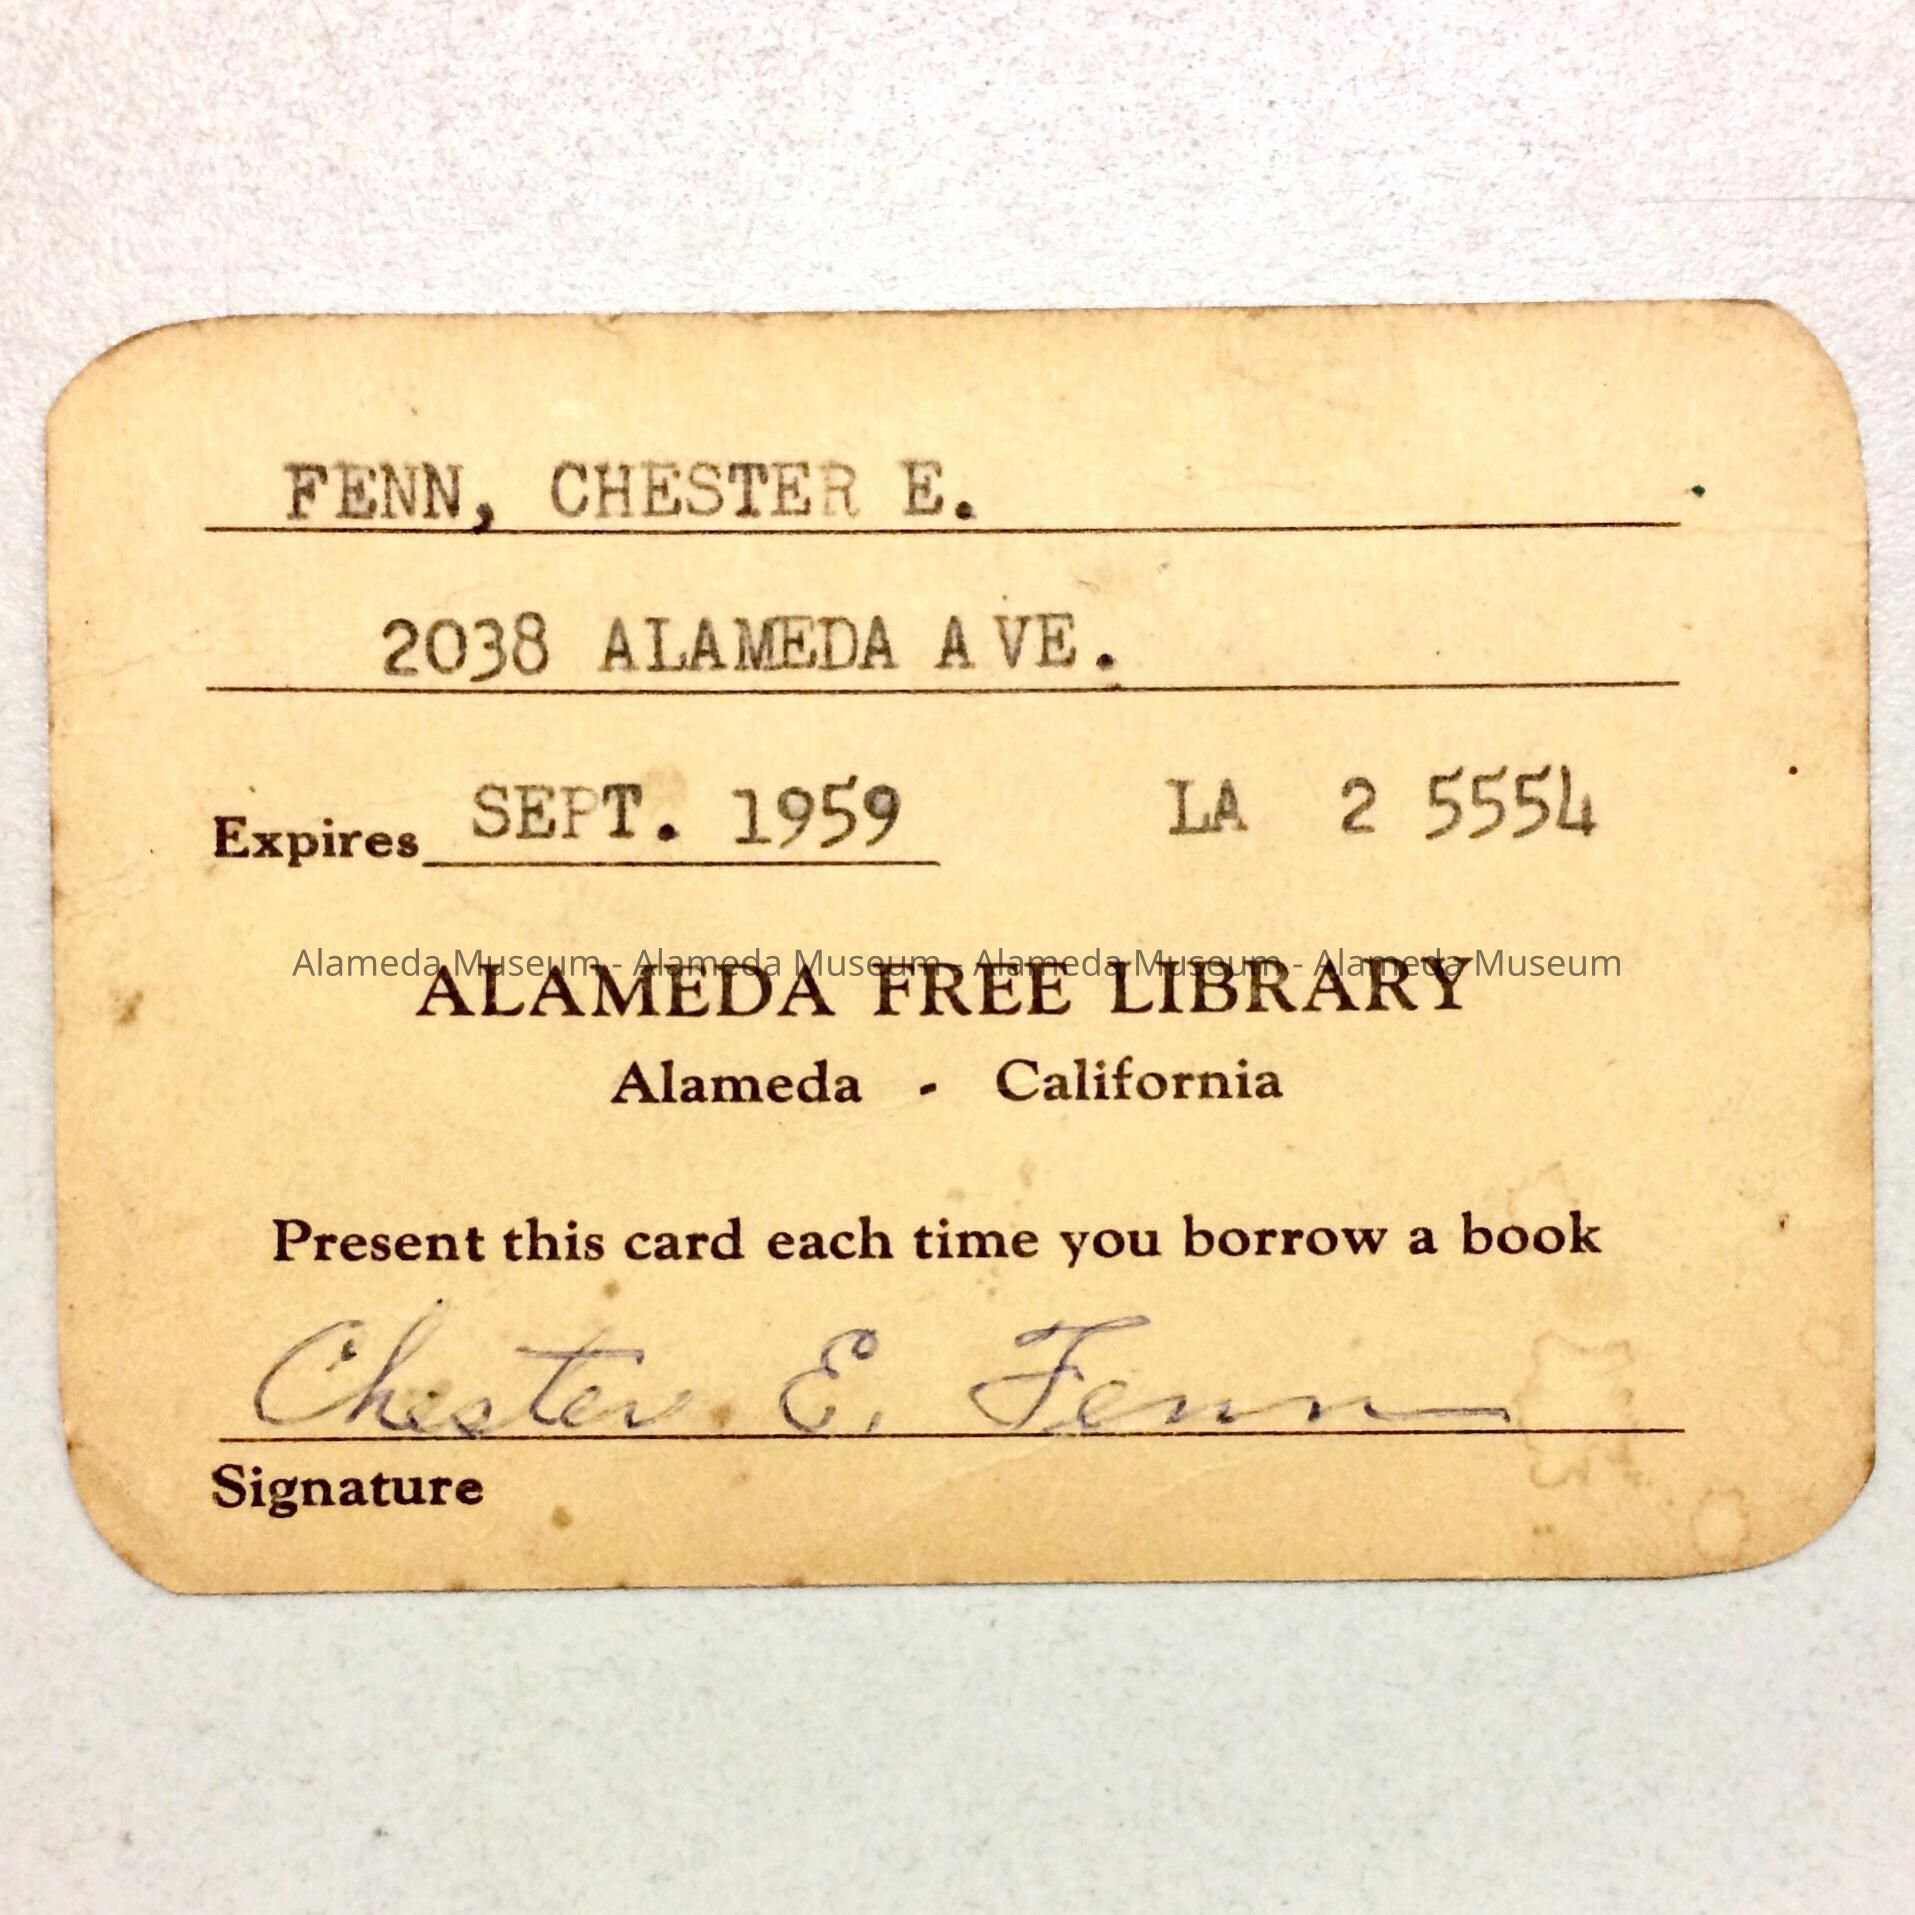 FENN, CHESTER E.
2038 ALAMEDA AVE.
Expires SEPT. 1959 LA 2 5554
Alameda Museum - Alameda Museum - Alameda Museum - Alameda Museum
ALAMEDA FREE LIBRARY
Alameda - California
Present this card each time you borrow a book
Chester E. Fenn
Signature